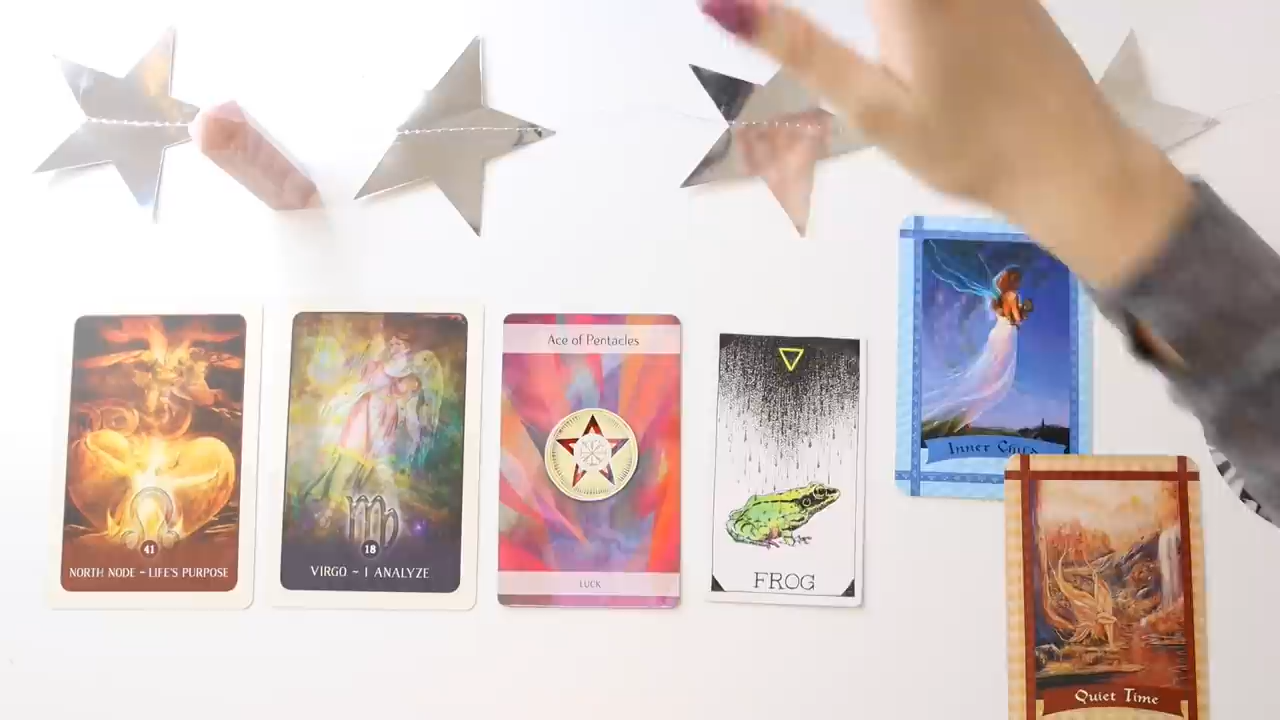 41
NORTH NODE ~ LIFE'S PURPOSE
18
VIRGO ~ I ANALYZE
Ace of Pentacles
LUCK
FROG
Inner Child
Quiet Time